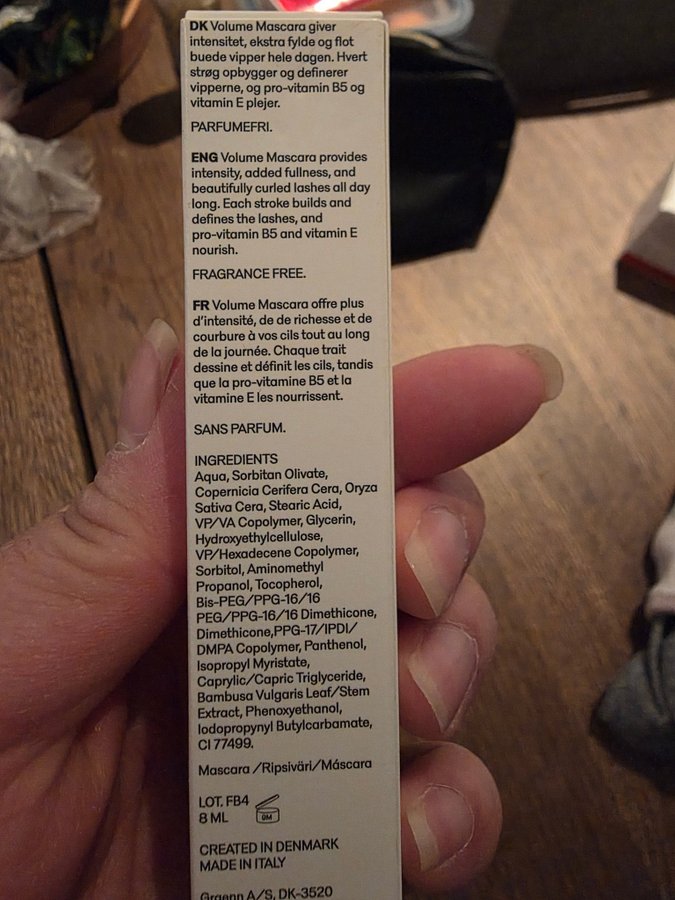 DK Volume Mascara giver
intensitet, ekstra fylde og flot
buede vipper hele dagen. Hvert
strøg opbygger og definerer
vipperne, og pro-vitamin B5 og
vitamin E plejer.
PARFUMEFRI.
ENG Volume Mascara provides
intensity, added fullness, and
beautifully curled lashes all day
long. Each stroke builds and
defines the lashes, and
pro-vitamin B5 and vitamin E
nourish.
FRAGRANCE FREE.
FR Volume Mascara offre plus
d'intensité, de de richesse et de
courbure à vos cils tout au long
de la journée. Chaque trait
dessine et définit les cils, tandis
que la pro-vitamine B5 et la
vitamine E les nourrissent.
SANS PARFUM.
INGREDIENTS
Aqua, Sorbitan Olivate,
Copernicia Cerifera Cera, Oryza
Sativa Cera, Stearic Acid,
VP/VA Copolymer, Glycerin,
Hydroxyethylcellulose,
VP/Hexadecene Copolymer,
Sorbitol, Aminomethyl
Propanol, Tocopherol,
Bis-PEG/PPG-16/16
PEG/PPG-16/16 Dimethicone,
Dimethicone,PPG-17/IPDI/
DMPA Copolymer, Panthenol,
Isopropyl Myristate,
Caprylic/Capric Triglyceride,
Bambusa Vulgaris Leaf/Stem
Extract, Phenoxyethanol,
Iodopropynyl Butylcarbamate,
CI 77499.
Mascara /Ripsiväri/Máscara
LOT. FB4
8 ML
CREATED IN DENMARK
MADE IN ITALY
Graenn A/S, DK-3520